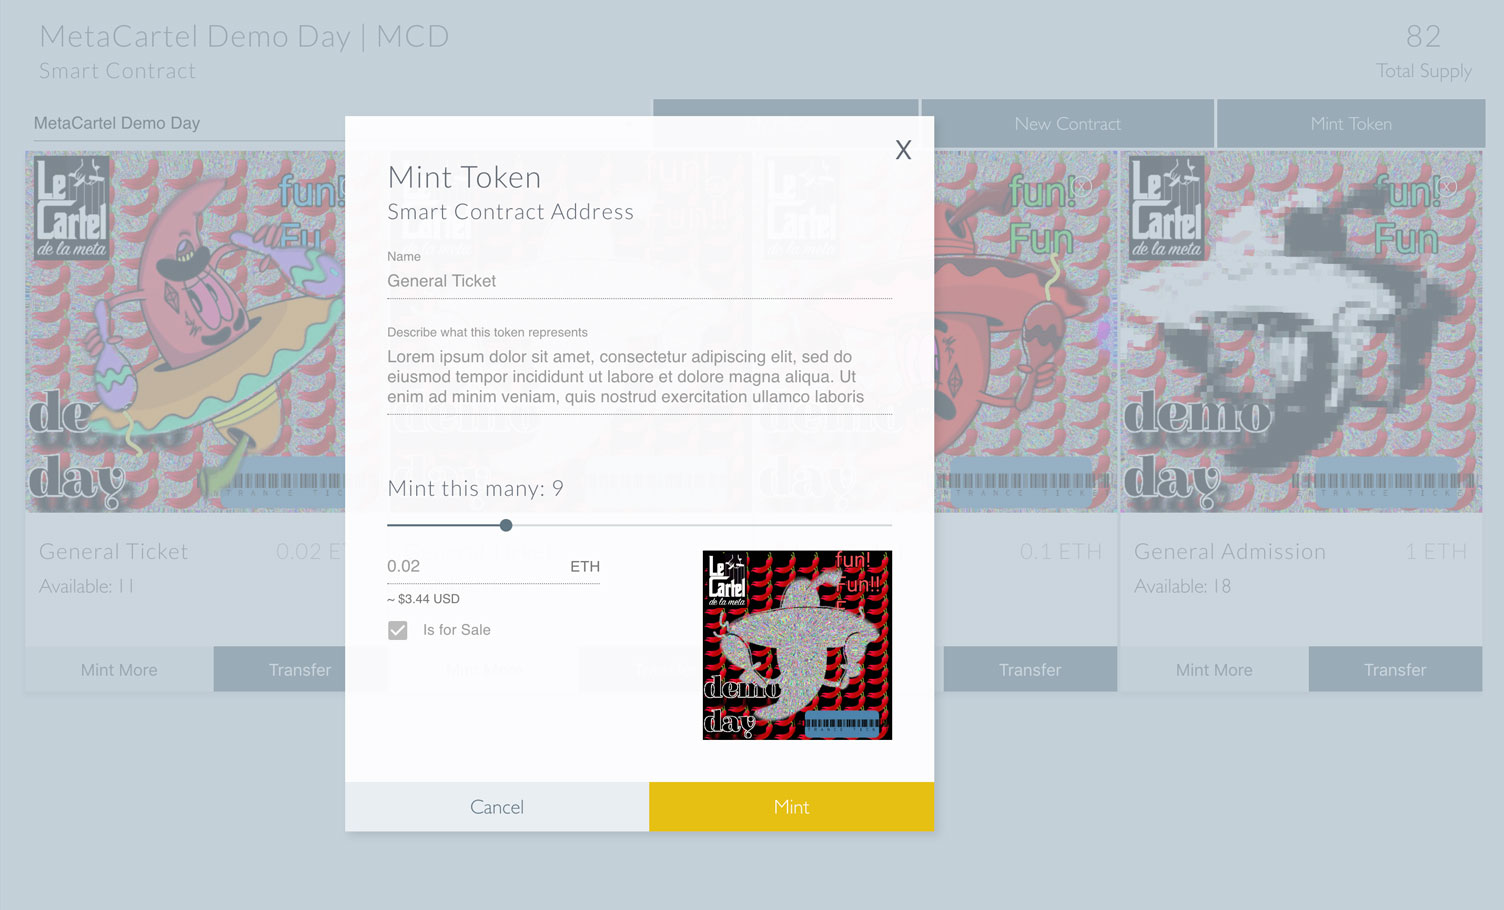 MetaCartel Demo Day | MCD
82
Smart Contract
Total Supply
MetaCartel Demo Day
New Contract
Mint Token
X
Le
Cartel
de la meta
fun!
Fu
demo
day
General Ticket
0.02 ET
Available: 11
Mint More
Transfer
Mint Token
Smart Contract Address
Name
General Ticket
Describe what this token represents
Lorem ipsum dolor sit amet, consectetur adipiscing elit, sed do
eiusmod tempor incididunt ut labore et dolore magna aliqua. Ut
enim ad minim veniam, quis nostrud exercitation ullamco laboris
Mint this many: 9
0.02
ETH
~ $3.44 USD
Is for Sale
Le
Cartel
de la meta
fun!
Fun!!
demo
day
Cancel
Mint
fun!
Fun
0.1 ETH
Transfer
Le
Cartel
de la meta
fun!
Fun
demo
day
ENTRANCE TICKE
General Admission
1 ETH
Available: 18
Mint More
Transfer